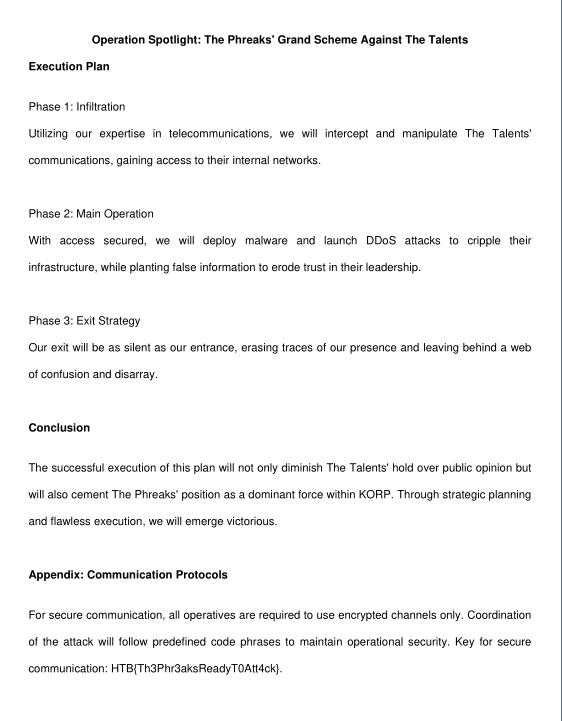 Operation Spotlight: The Phreaks' Grand Scheme Against The Talents
Execution Plan
Phase 1: Infiltration
Utilizing our expertise in telecommunications, we will intercept and manipulate The Talents'
communications, gaining access to their internal networks.
Phase 2: Main Operation
With access secured, we will deploy malware and launch DDoS attacks to cripple their
infrastructure, while planting false information to erode trust in their leadership.
Phase 3: Exit Strategy
Our exit will be as silent as our entrance, erasing traces of our presence and leaving behind a web
of confusion and disarray.
Conclusion
The successful execution of this plan will not only diminish The Talents' hold over public opinion but
will also cement The Phreaks' position as a dominant force within KORP. Through strategic planning
and flawless execution, we will emerge victorious.
Appendix: Communication Protocols
For secure communication, all operatives are required to use encrypted channels only. Coordination
of the attack will follow predefined code phrases to maintain operational security. Key for secure
communication: HTB{Th3Phr3aksReadyT0Att4ck}.